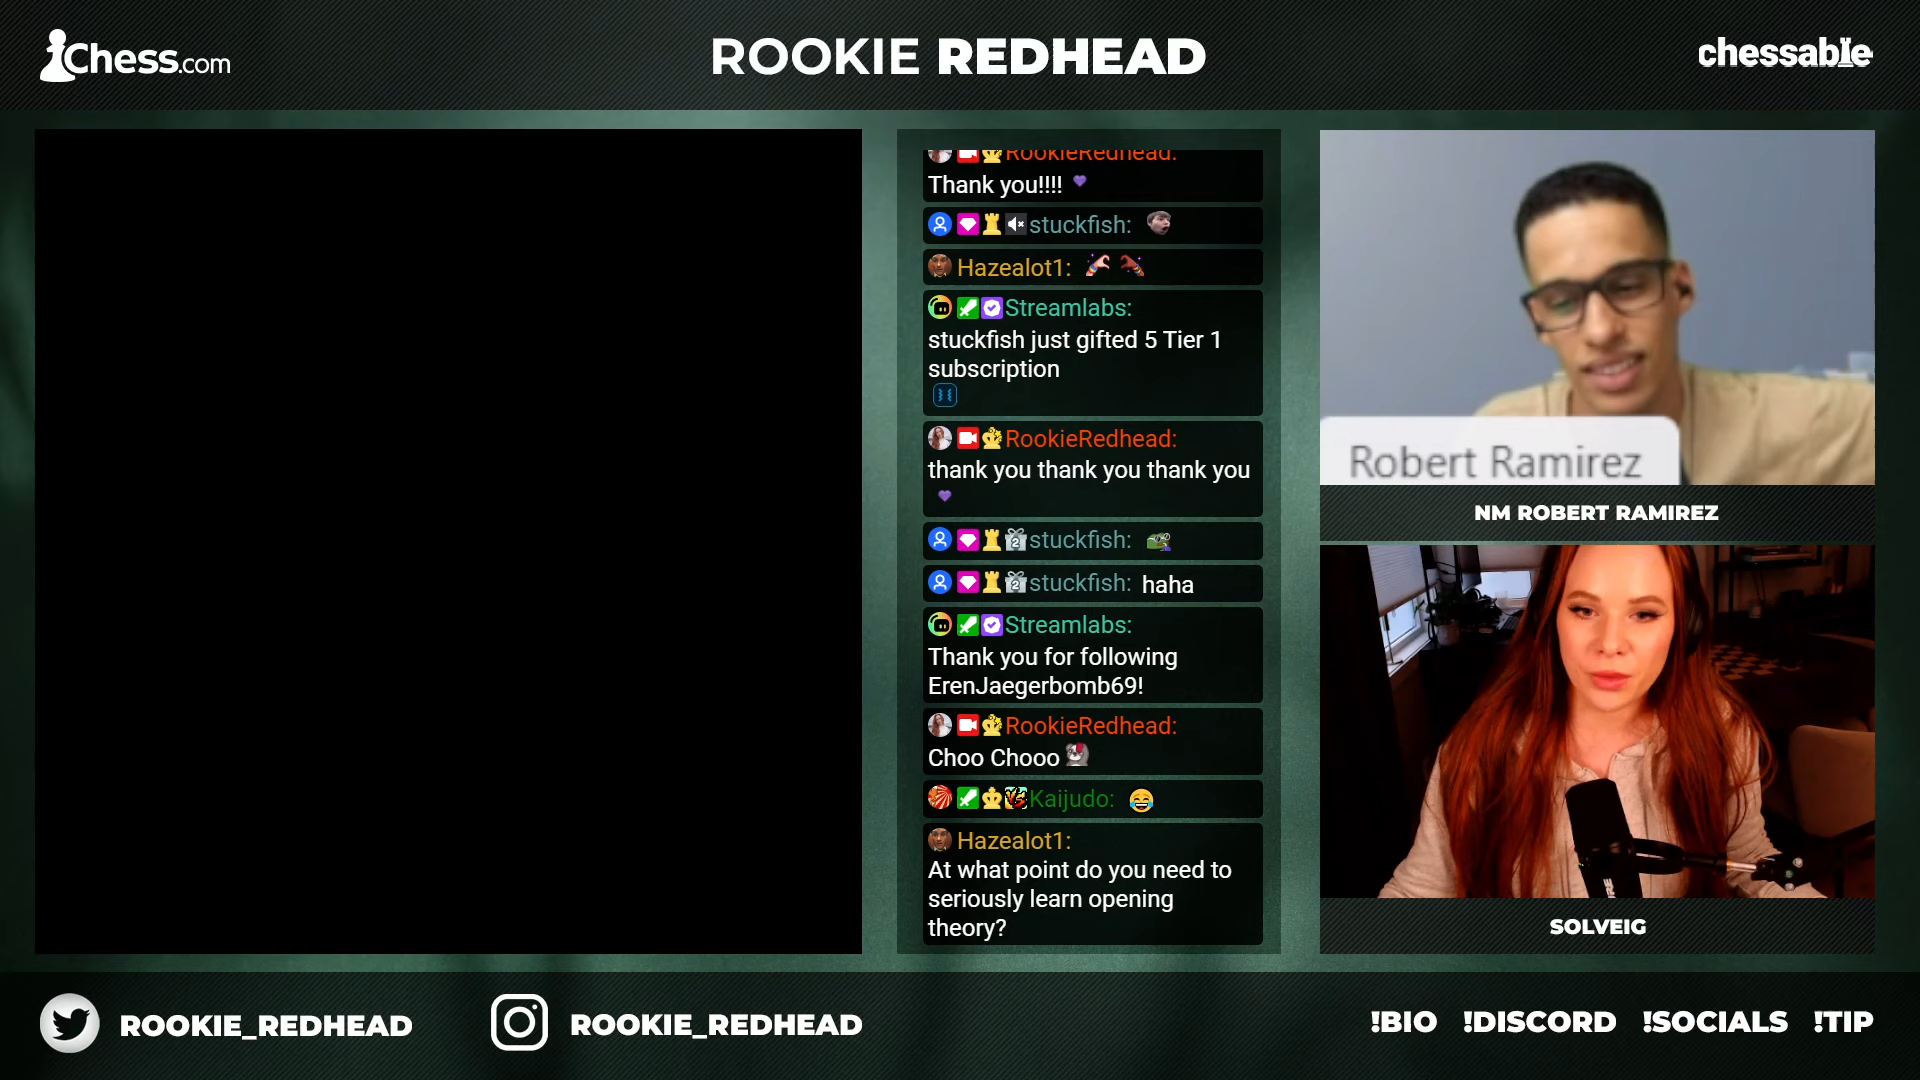 Chess.com
ROOKIE REDHEAD
chessable
RookieRedhead:
Thank you!!!!
stuckfish:
Hazealot1:
Streamlabs:
stuckfish just gifted 5 Tier 1
subscription
RookieRedhead:
thank you thank you thank you
2 stuckfish:
2 stuckfish: haha
Streamlabs:
Thank you for following
ErenJaegerbomb69!
RookieRedhead:
Choo Chooo
Kaijudo:
Hazealot1:
At what point do you need to
seriously learn opening
theory?
Robert Ramirez
NM ROBERT RAMIREZ
SOLVEIG
ROOKIE_REDHEAD
ROOKIE_REDHEAD
!BIO !DISCORD !SOCIALS !TIP